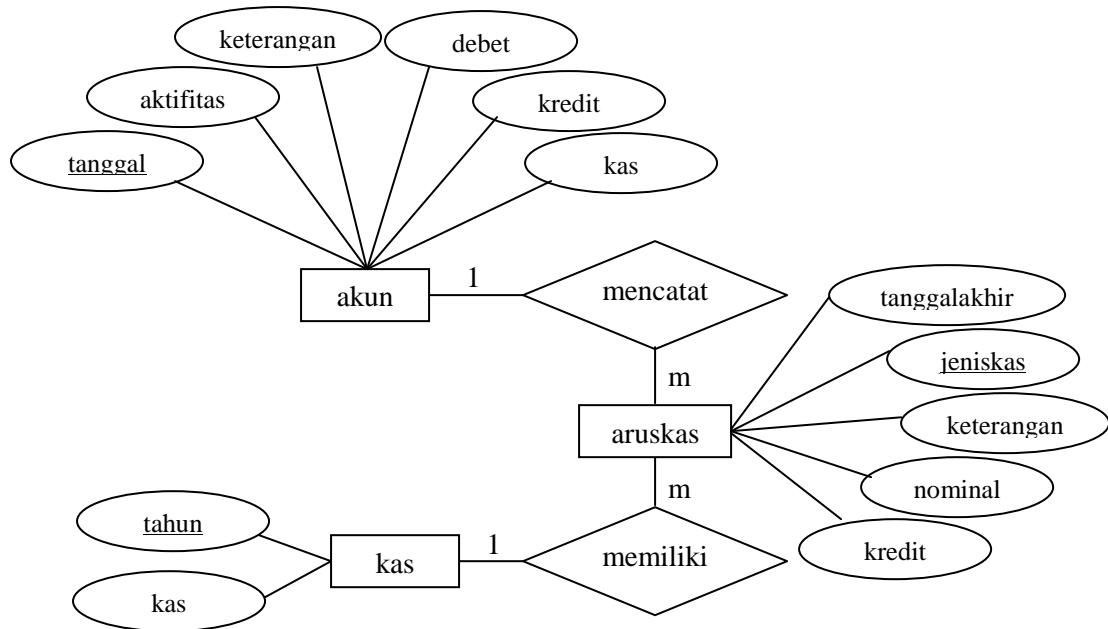 keterangan
debet
aktifitas
kredit
tanggal
kas
akun
1
mencatat
tanggalakhir
jeniskas
m
aruskas
keterangan
m
nominal
tahun
kas
1
memiliki
kredit
kas